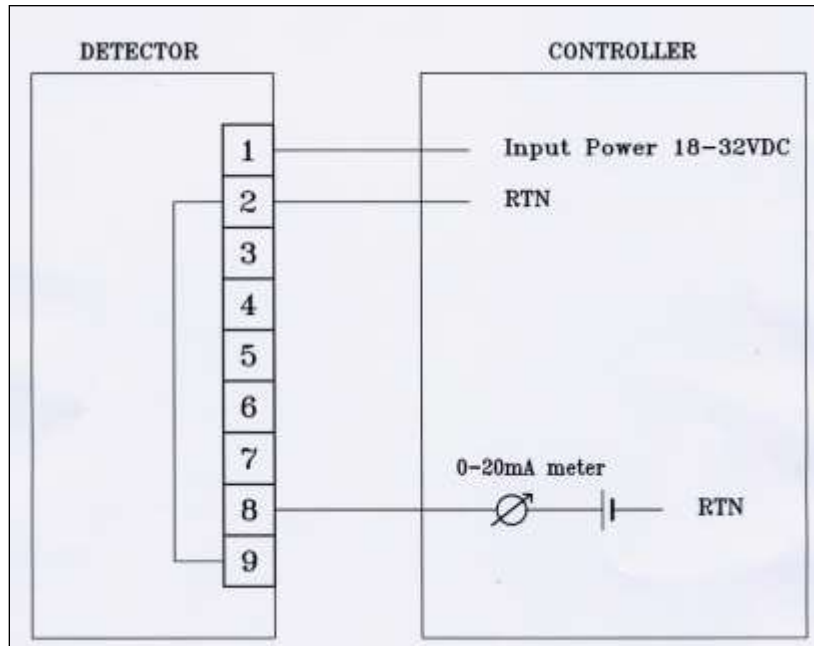 DETECTOR CONTROLLER
1 Input Power 18-32VDC
2 RTN
3
4
5
6
7
0-20mA meter
8 RTN
9